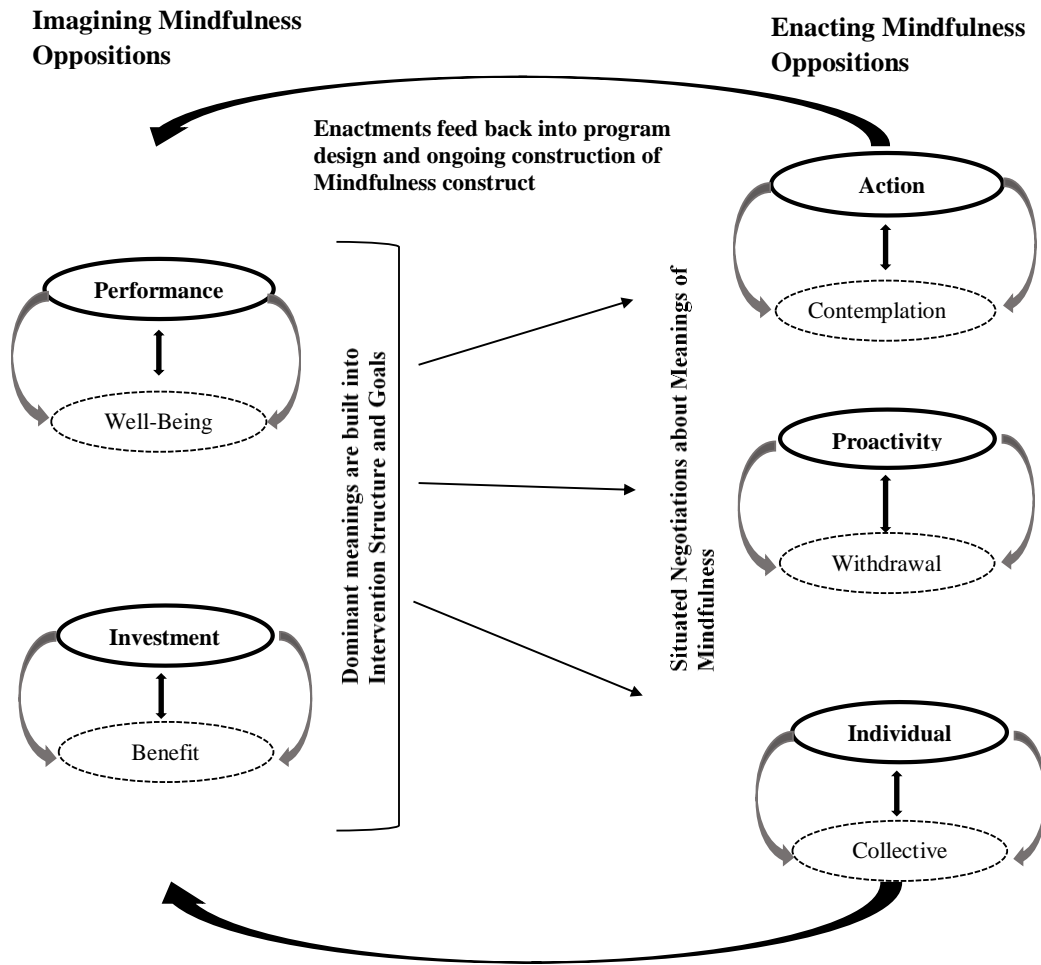 Imagining Mindfulness
Oppositions
Enacting Mindfulness
Oppositions
Enactments feed back into program
design and ongoing construction of
Mindfulness construct
Performance
Well-Being
Investment
Benefit
Dominant meanings are built into
Intervention Structure and Goals
Situated Negotiations about Meanings of
Mindfulness
Action
Contemplation
Proactivity
Withdrawal
Individual
Collective